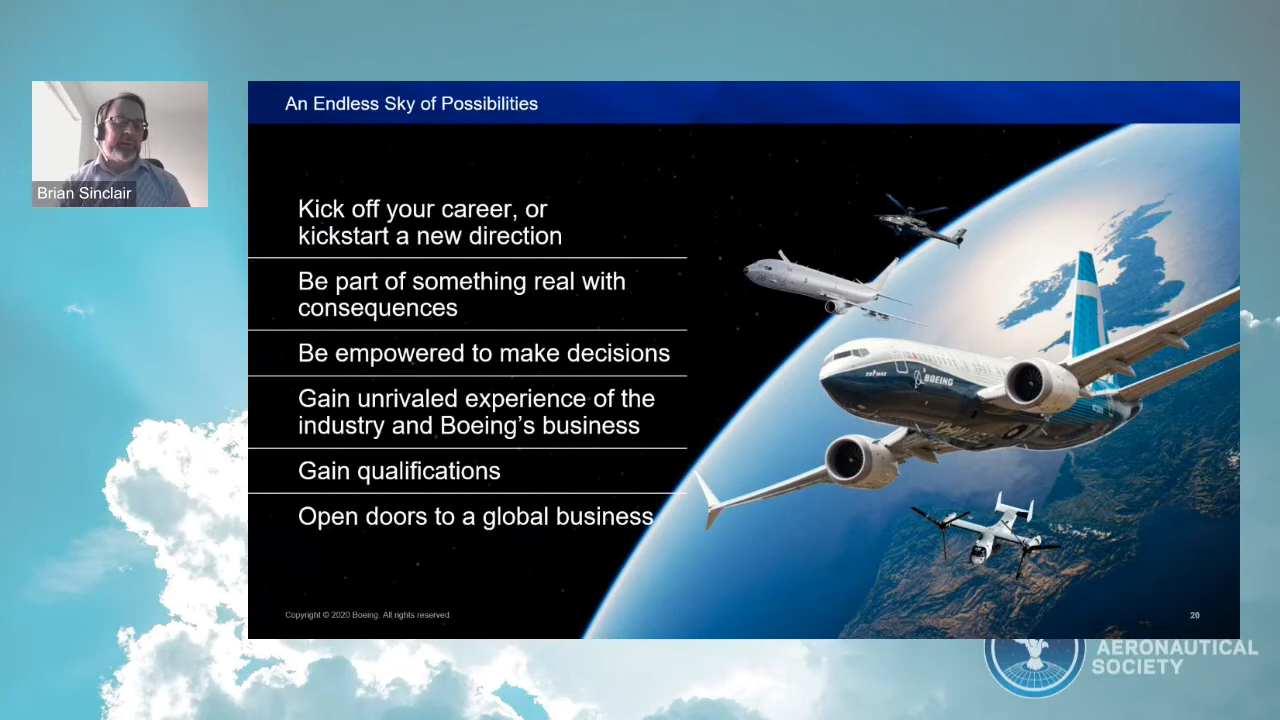 An Endless Sky of Possibilities
Brian Sinclair
Kick off your career, or
kickstart a new direction
Be part of something real with
consequences
Be empowered to make decisions
Gain unrivaled experience of the
industry and Boeing's business
Gain qualifications
Open doors to a global business
737 MAX
BOEING
Copyright © 2020 Boeing. All rights reserved.
20
AERONAUTICAL
SOCIETY